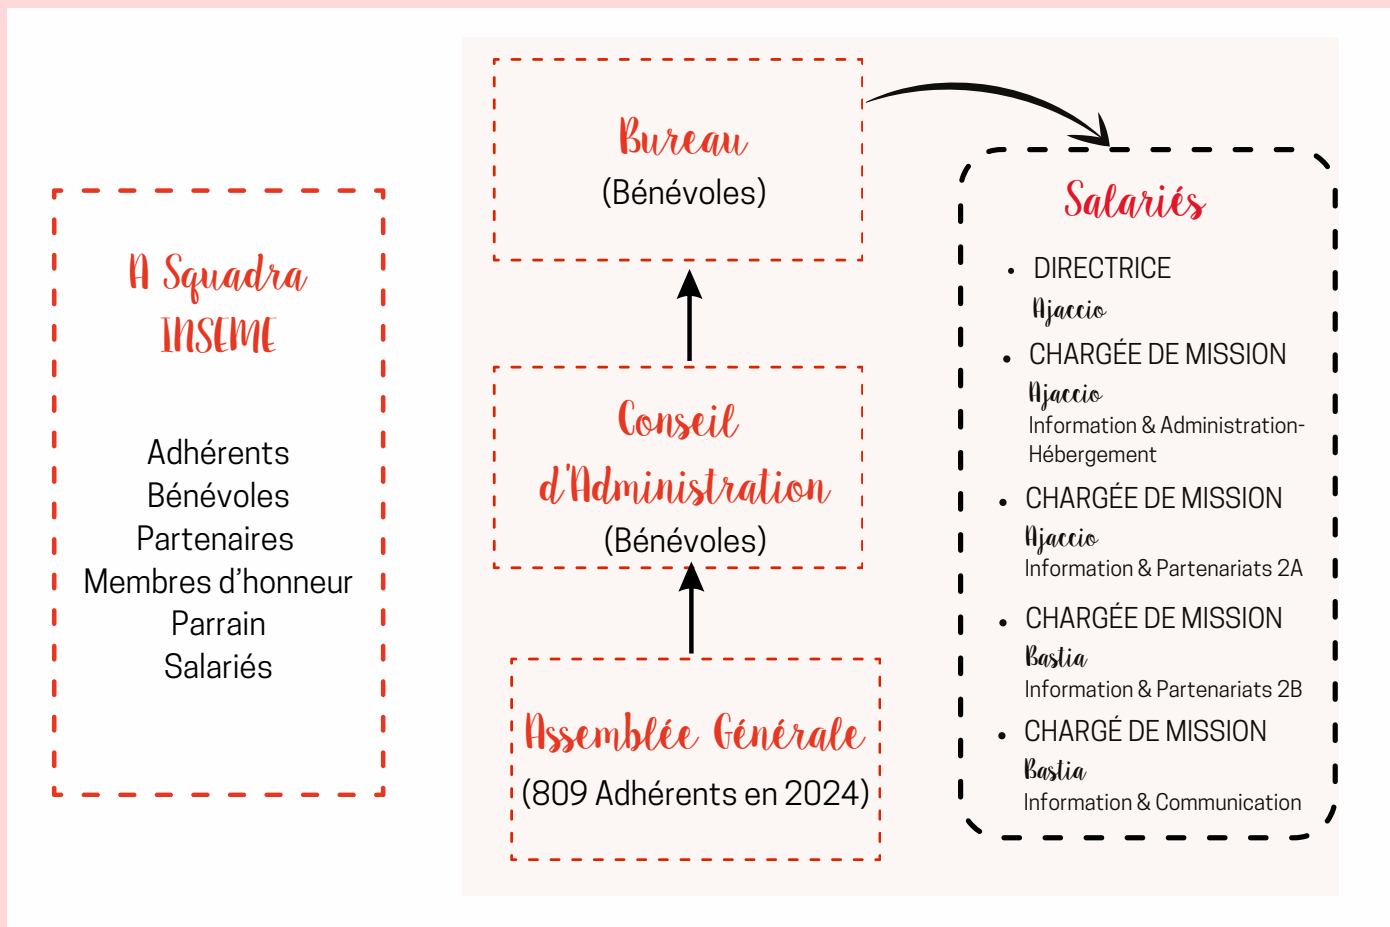 A Squadra
INSEME
Adhérents
Bénévoles
Partenaires
Membres d’honneur
Parrain
Salariés
Bureau
(Bénévoles)
Conseil
d'Administration
(Bénévoles)
Assemblée Générale
(809 Adhérents en 2024)
Salariés
• DIRECTRICE
Ajaccio
• CHARGÉE DE MISSION
Ajaccio
Information & Administration-
Hébergement
• CHARGÉE DE MISSION
Ajaccio
Information & Partenariats 2A
• CHARGÉE DE MISSION
Bastia
Information & Partenariats 2B
• CHARGÉ DE MISSION
Bastia
Information & Communication